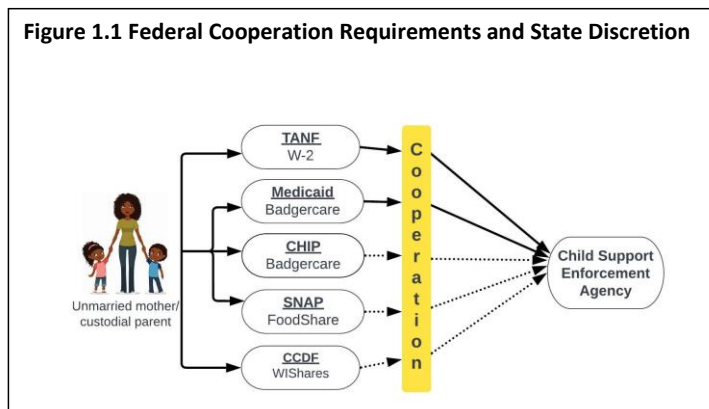 Figure 1.1 Federal Cooperation Requirements and State Discretion
TANF
W-2
Medicaid
Badgercare
CHIP
Badgercare
SNAP
FoodShare
CCDF
WIShares
Unmarried mother/
custodial parent
Cooperation
Child Support
Enforcement
Agency